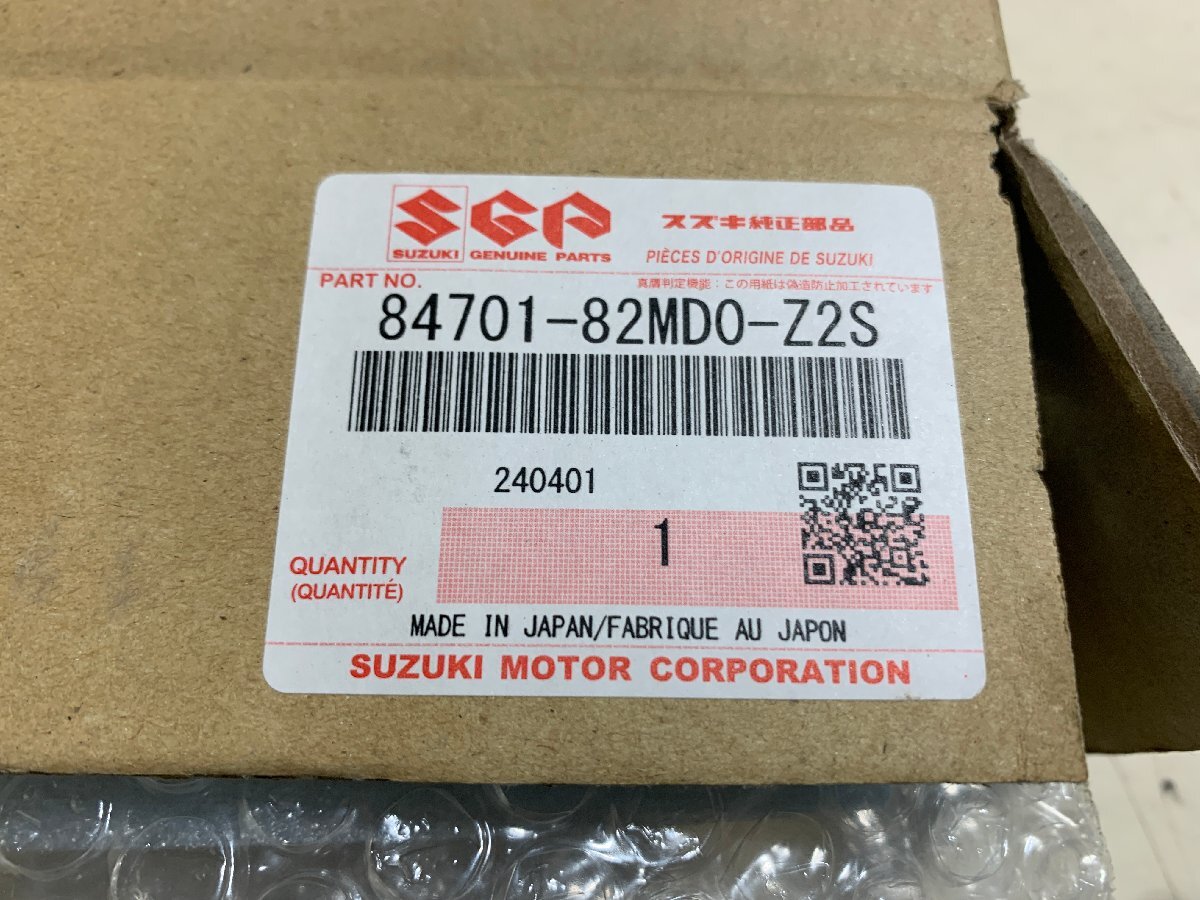 SGP スズキ純正部品
SUZUKI GENUINE PARTS PIÈCES D'ORIGINE DE SUZUKI
PART NO. 真贋判定機能：この用紙は偽造防止加工されています
84701-82MD0-Z2S
240401
1
QUANTITY
(QUANTITÉ)
MADE IN JAPAN/FABRIQUE AU JAPON
SUZUKI MOTOR CORPORATION